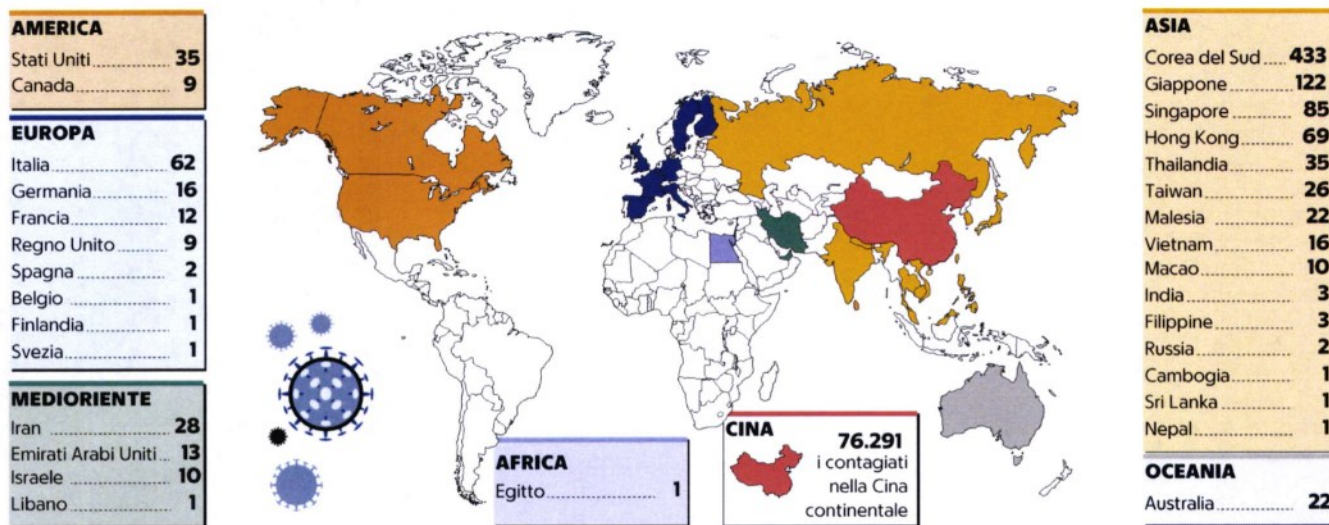 AMERICA
Stati Uniti 35
Canada 9
EUROPA
Italia 62
Germania 16
Francia 12
Regno Unito 9
Spagna 2
Belgio 1
Finlandia 1
Svezia 1
MEDIORIENTE
Iran 28
Emirati Arabi Uniti 13
Israele 10
Libano 1
AFRICA
Egitto 1
CINA
76.291
i contagiati
nella Cina
continentale
ASIA
Corea del Sud 433
Giappone 122
Singapore 85
Hong Kong 69
Thailandia 35
Taiwan 26
Malesia 22
Vietnam 16
Macao 10
India 3
Filippine 3
Russia 2
Cambogia 1
Sri Lanka 1
Nepal 1
OCEANIA
Australia 22